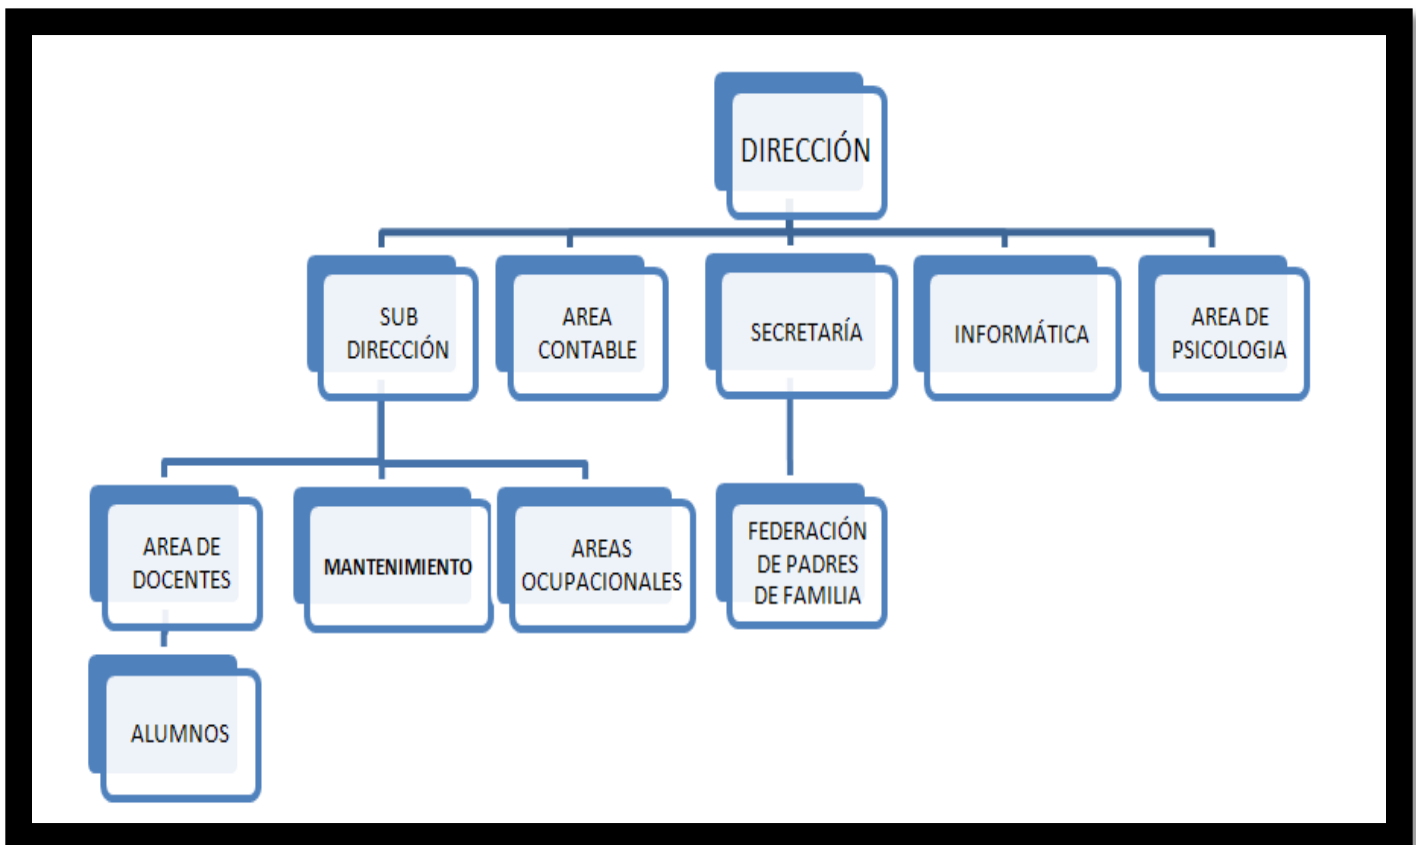 DIRECCIÓN
SUB
DIRECCIÓN
AREA
CONTABLE
SECRETARÍA
INFORMÁTICA
AREA DE
PSICOLOGIA
AREA DE
DOCENTES
MANTENIMIENTO
AREAS
OCUPACIONALES
FEDERACIÓN
DE PADRES
DE FAMILIA
ALUMNOS